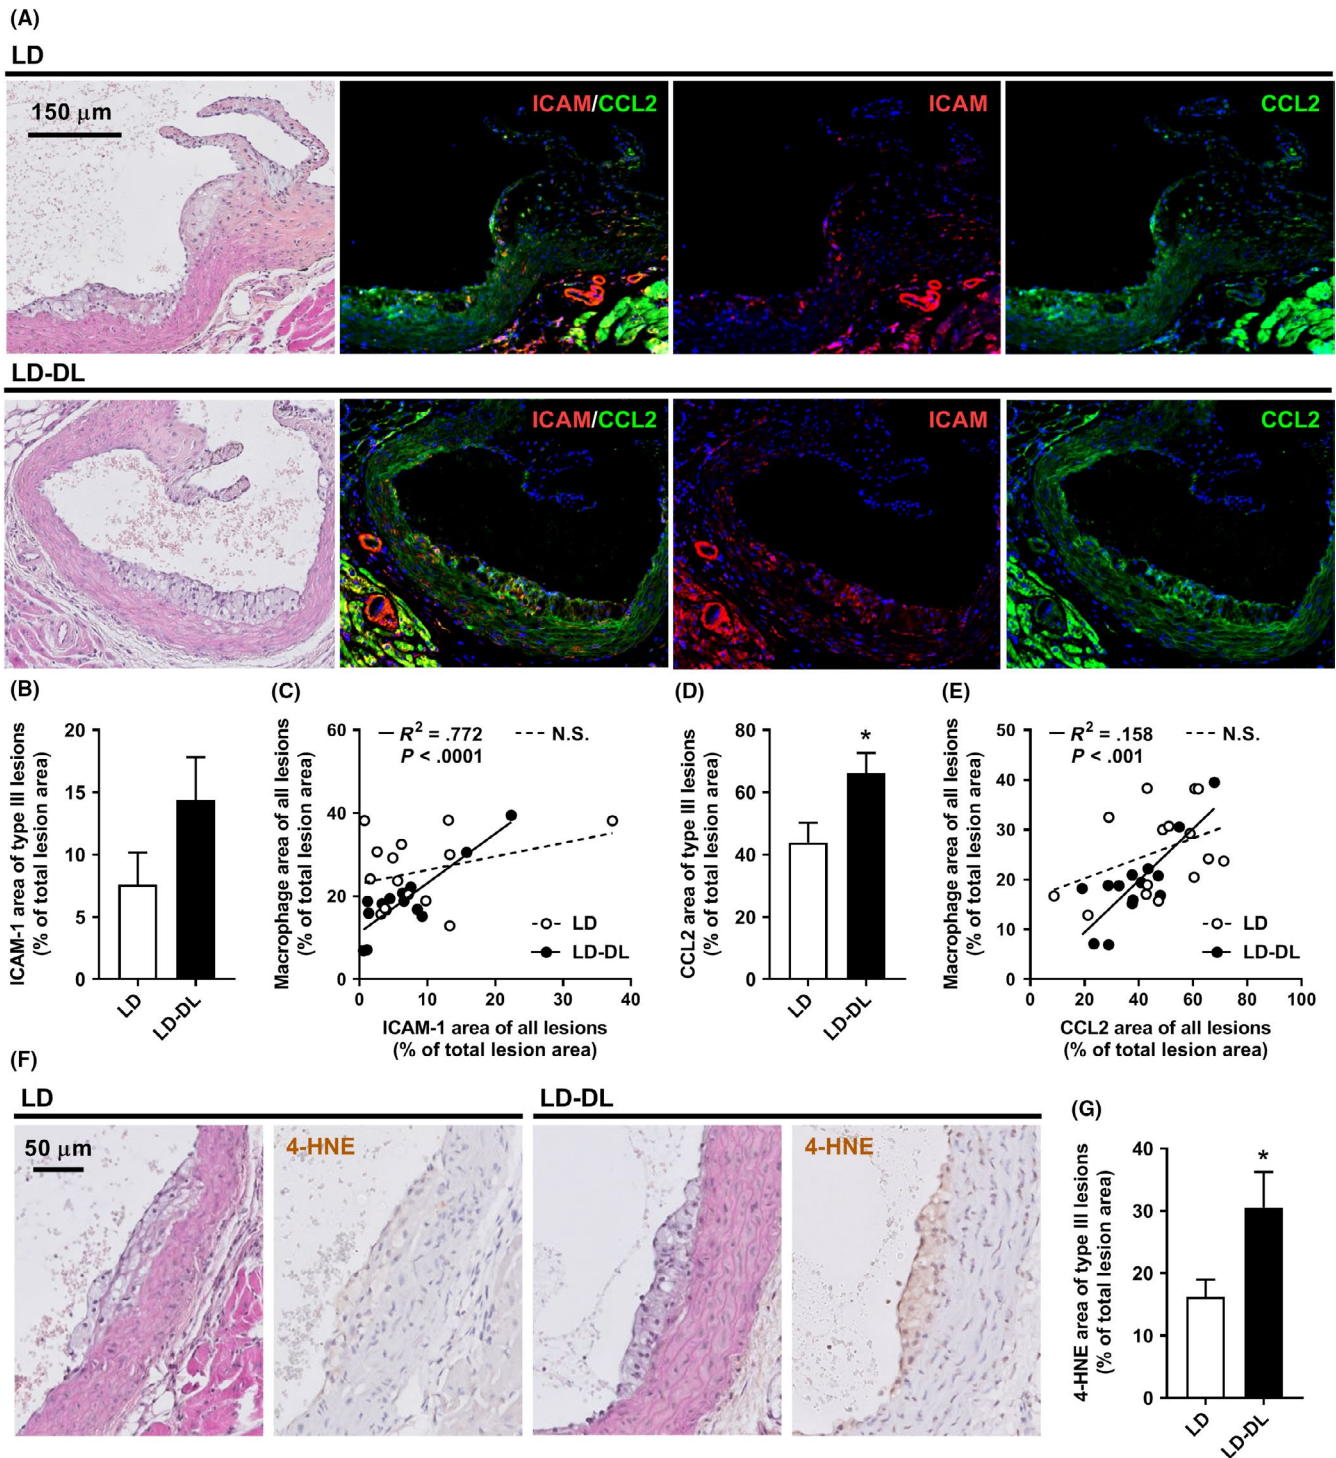 (A)
LD
150 μm
ICAM/CCL2
ICAM
CCL2
LD-DL
ICAM/CCL2
ICAM
CCL2
(B)
ICAM-1 area of type III lesions
(% of total lesion area)
20
15
10
5
0
LD
LD-DL
(C)
Macrophage area of all lesions
(% of total lesion area)
60
40
20
0
R² = .772
P < .0001
N.S.
LD
LD-DL
0 10 20 30 40
ICAM-1 area of all lesions
(% of total lesion area)
(D)
CCL2 area of type III lesions
(% of total lesion area)
80
60
40
20
0
*
LD
LD-DL
(E)
Macrophage area of all lesions
(% of total lesion area)
50
40
30
20
10
0
R² = .158
P < .001
N.S.
LD
LD-DL
0 20 40 60 80 100
CCL2 area of all lesions
(% of total lesion area)
(F)
LD
50 μm
4-HNE
LD-DL
4-HNE
(G)
4-HNE area of type III lesions
(% of total lesion area)
40
30
20
10
0
*
LD
LD-DL